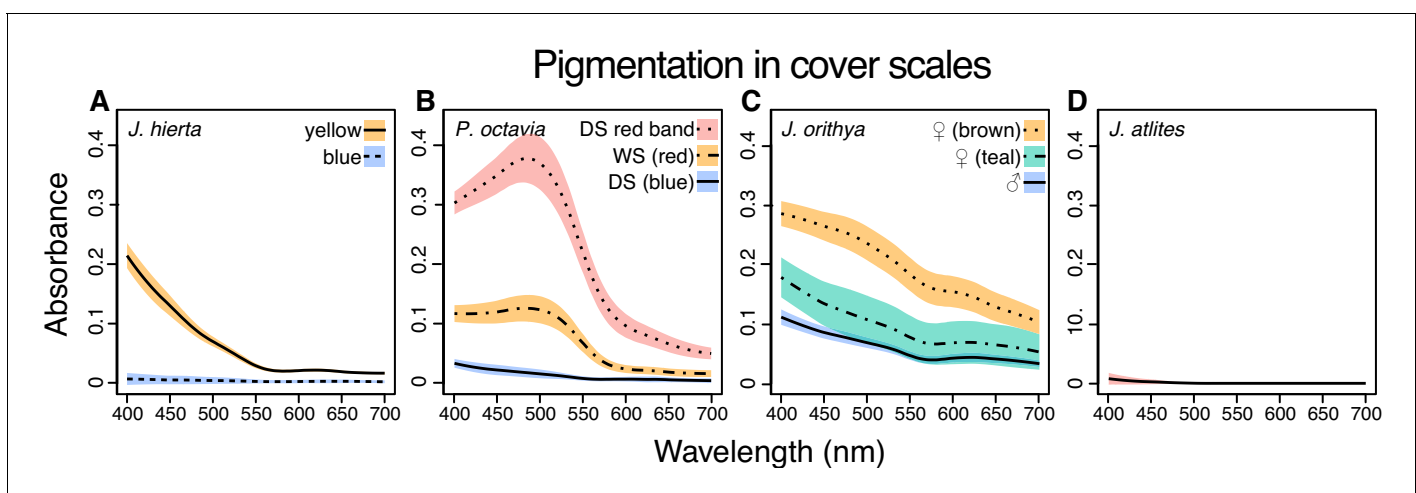 Pigmentation in cover scales
A
J. hierta
yellow
blue
0.4
0.3
0.2
0.1
0
400 450 500 550 600 650 700
B
P. octavia
DS red band
WS (red)
DS (blue)
0.4
0.3
0.2
0.1
0
400 450 500 550 600 650 700
C
J. orithya
♀ (brown)
♀ (teal)
♂
0.4
0.3
0.2
0.1
0
400 450 500 550 600 650 700
D
J. atlites
0.4
0.3
0.2
10.
0
400 450 500 550 600 650 700
Absorbance
Wavelength (nm)